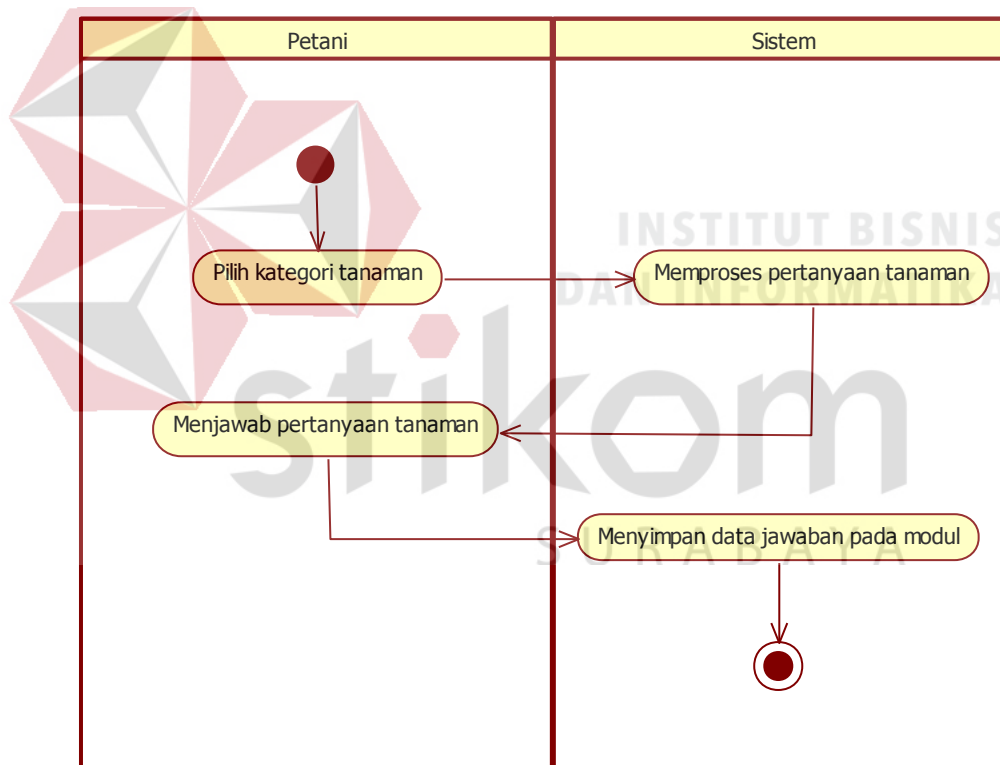 Petani
Sistem
INSTITUT BISNIS
Pilih kategori tanaman
Memproses pertanyaan tanaman
DAN INFORMATIKA
stikom
Menjawab pertanyaan tanaman
Menyimpan data jawaban pada modul
SURABAYA